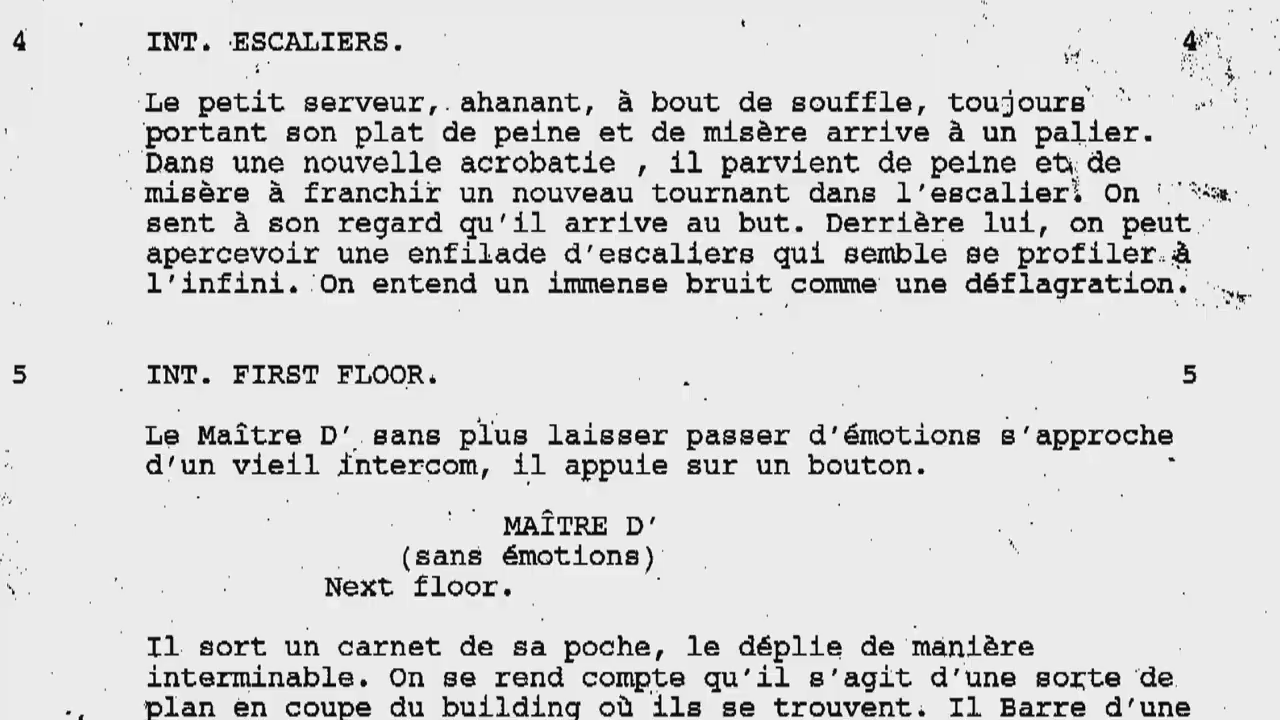 4 INT. ESCALIERS. 4
Le petit serveur, ahanant, à bout de souffle, toujours
portant son plat de peine et de misère arrive à un palier.
Dans une nouvelle acrobatie , il parvient de peine et de
misère à franchir un nouveau tournant dans l'escalier. On
sent à son regard qu'il arrive au but. Derrière lui, on peut
apercevoir une enfilade d'escaliers qui semble se profiler à
l'infini. On entend un immense bruit comme une déflagration.
5 INT. FIRST FLOOR. 5
Le Maître D' sans plus laisser passer d'émotions s'approche
d'un vieil intercom, il appuie sur un bouton.
MAÎTRE D'
(sans émotions)
Next floor.
Il sort un carnet de sa poche, le déplie de manière
interminable. On se rend compte qu'il s'agit d'une sorte de
plan en coupe du building où ils se trouvent. Il Barre d'une